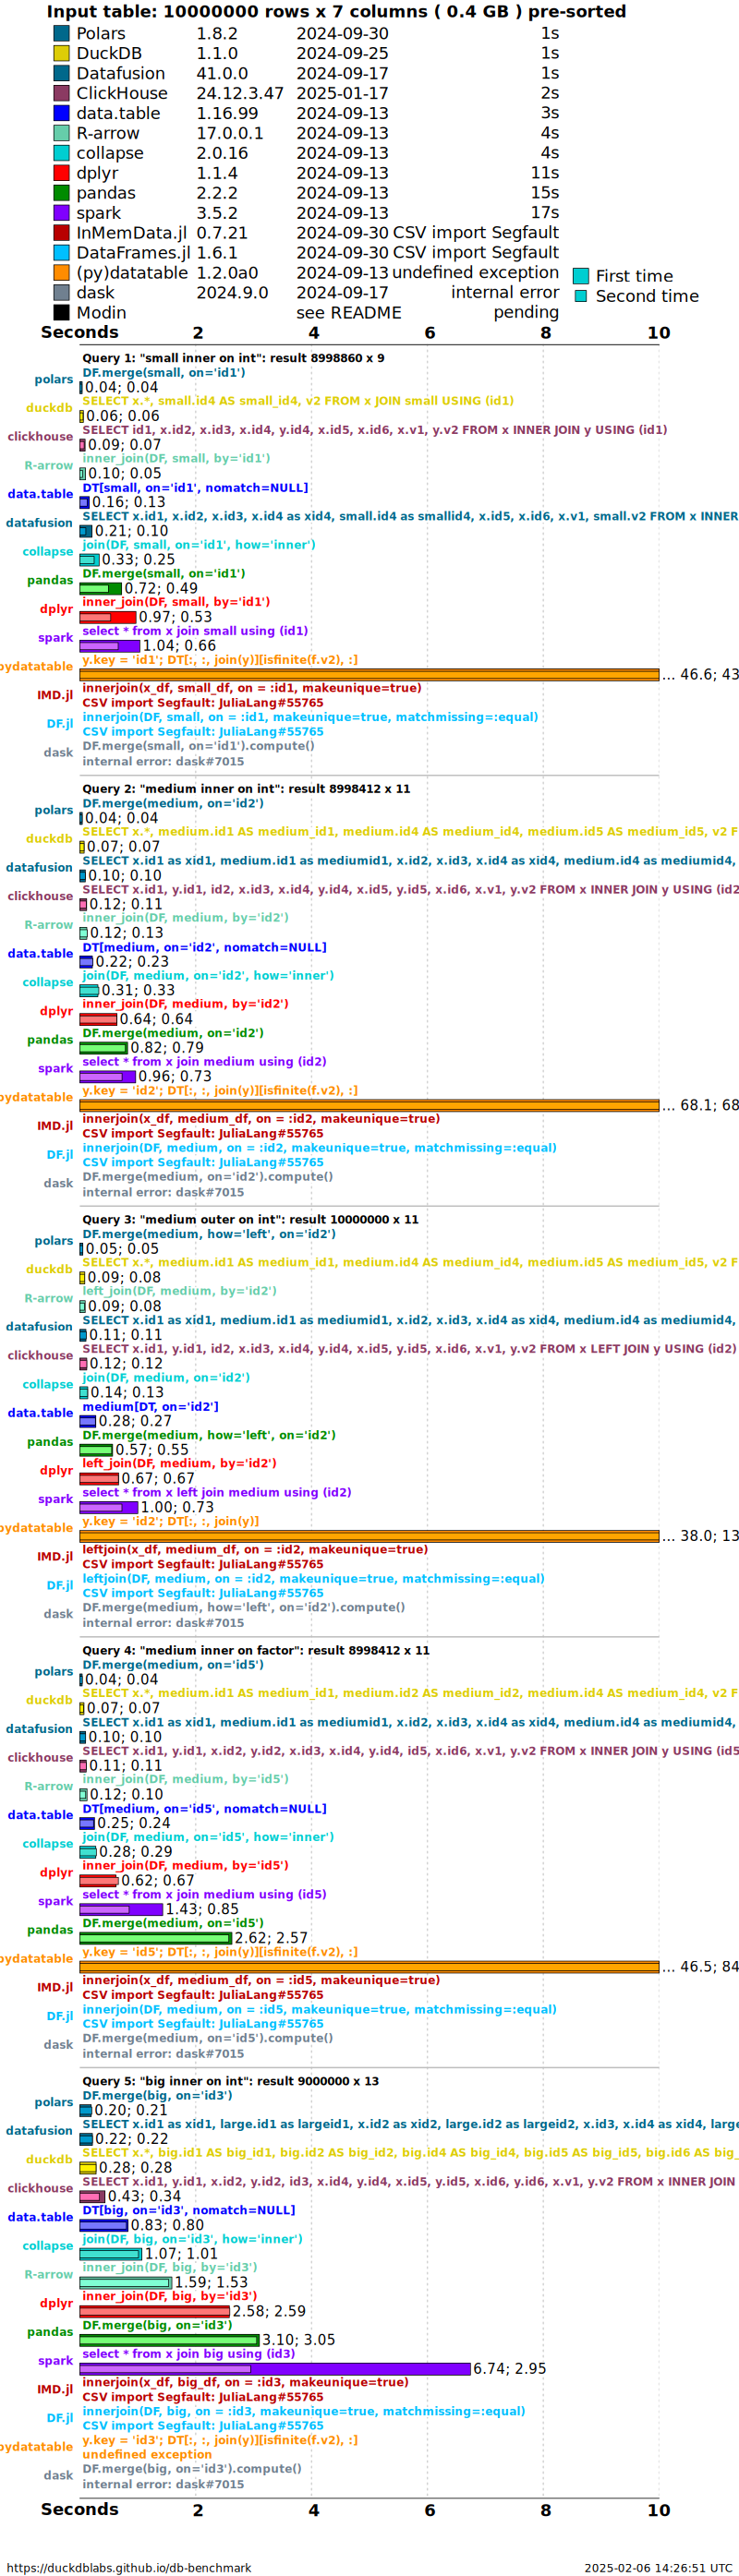 Input table: 10000000 rows x 7 columns ( 0.4 GB ) pre-sorted
Polars 1.8.2 2024-09-30 1s
DuckDB 1.1.0 2024-09-25 1s
Datafusion 41.0.0 2024-09-17 1s
ClickHouse 24.12.3.47 2025-01-17 2s
data.table 1.16.99 2024-09-13 3s
R-arrow 17.0.0.1 2024-09-13 4s
collapse 2.0.16 2024-09-13 4s
dplyr 1.1.4 2024-09-13 11s
pandas 2.2.2 2024-09-13 15s
spark 3.5.2 2024-09-13 17s
InMemData.jl 0.7.21 2024-09-30 CSV import Segfault
DataFrames.jl 1.6.1 2024-09-30 CSV import Segfault
(py)datatable 1.2.0a0 2024-09-13 undefined exception
dask 2024.9.0 2024-09-17 internal error
Modin see README pending
First time
Second time
Seconds 2 4 6 8 10
Query 1: "small inner on int": result 8998860 x 9
DF.merge(small, on='id1')
polars 0.04; 0.04
SELECT x.*, small.id4 AS small_id4, v2 FROM x JOIN small USING (id1)
duckdb 0.06; 0.06
SELECT id1, x.id2, x.id3, x.id4, y.id4, x.id5, x.id6, x.v1, y.v2 FROM x INNER JOIN y USING (id1)
clickhouse 0.09; 0.07
inner_join(DF, small, by='id1')
R-arrow 0.10; 0.05
DT[small, on='id1', nomatch=NULL]
data.table 0.16; 0.13
SELECT x.id1, x.id2, x.id3, x.id4 as xid4, small.id4 as smallid4, x.id5, x.id6, x.v1, small.v2 FROM x INNER
datafusion 0.21; 0.10
join(DF, small, on='id1', how='inner')
collapse 0.33; 0.25
DF.merge(small, on='id1')
pandas 0.72; 0.49
inner_join(DF, small, by='id1')
dplyr 0.97; 0.53
select * from x join small using (id1)
spark 1.04; 0.66
y.key = 'id1'; DT[:, :, join(y)][isfinite(f.v2), :]
pydatatable ... 46.6; 43
innerjoin(x_df, small_df, on = :id1, makeunique=true)
IMD.jl CSV import Segfault: JuliaLang#55765
innerjoin(DF, small, on = :id1, makeunique=true, matchmissing=:equal)
DF.jl CSV import Segfault: JuliaLang#55765
DF.merge(small, on='id1').compute()
dask internal error: dask#7015
Query 2: "medium inner on int": result 8998412 x 11
DF.merge(medium, on='id2')
polars 0.04; 0.04
SELECT x.*, medium.id1 AS medium_id1, medium.id4 AS medium_id4, medium.id5 AS medium_id5, v2 F
duckdb 0.07; 0.07
SELECT x.id1 as xid1, medium.id1 as mediumid1, x.id2, x.id3, x.id4 as xid4, medium.id4 as mediumid4,
datafusion 0.10; 0.10
SELECT x.id1, y.id1, id2, x.id3, x.id4, y.id4, x.id5, y.id5, x.id6, x.v1, y.v2 FROM x INNER JOIN y USING (id2
clickhouse 0.12; 0.11
inner_join(DF, medium, by='id2')
R-arrow 0.12; 0.13
DT[medium, on='id2', nomatch=NULL]
data.table 0.22; 0.23
join(DF, medium, on='id2', how='inner')
collapse 0.31; 0.33
inner_join(DF, medium, by='id2')
dplyr 0.64; 0.64
DF.merge(medium, on='id2')
pandas 0.82; 0.79
select * from x join medium using (id2)
spark 0.96; 0.73
y.key = 'id2'; DT[:, :, join(y)][isfinite(f.v2), :]
pydatatable ... 68.1; 68
innerjoin(x_df, medium_df, on = :id2, makeunique=true)
IMD.jl CSV import Segfault: JuliaLang#55765
innerjoin(DF, medium, on = :id2, makeunique=true, matchmissing=:equal)
DF.jl CSV import Segfault: JuliaLang#55765
DF.merge(medium, on='id2').compute()
dask internal error: dask#7015
Query 3: "medium outer on int": result 10000000 x 11
DF.merge(medium, how='left', on='id2')
polars 0.05; 0.05
SELECT x.*, medium.id1 AS medium_id1, medium.id4 AS medium_id4, medium.id5 AS medium_id5, v2 F
duckdb 0.09; 0.08
left_join(DF, medium, by='id2')
R-arrow 0.09; 0.08
SELECT x.id1 as xid1, medium.id1 as mediumid1, x.id2, x.id3, x.id4 as xid4, medium.id4 as mediumid4,
datafusion 0.11; 0.11
SELECT x.id1, y.id1, id2, x.id3, x.id4, y.id4, x.id5, y.id5, x.id6, x.v1, y.v2 FROM x LEFT JOIN y USING (id2)
clickhouse 0.12; 0.12
join(DF, medium, on='id2')
collapse 0.14; 0.13
medium[DT, on='id2']
data.table 0.28; 0.27
DF.merge(medium, how='left', on='id2')
pandas 0.57; 0.55
left_join(DF, medium, by='id2')
dplyr 0.67; 0.67
select * from x left join medium using (id2)
spark 1.00; 0.73
y.key = 'id2'; DT[:, :, join(y)]
pydatatable ... 38.0; 13
leftjoin(x_df, medium_df, on = :id2, makeunique=true)
IMD.jl CSV import Segfault: JuliaLang#55765
leftjoin(DF, medium, on = :id2, makeunique=true, matchmissing=:equal)
DF.jl CSV import Segfault: JuliaLang#55765
DF.merge(medium, how='left', on='id2').compute()
dask internal error: dask#7015
Query 4: "medium inner on factor": result 8998412 x 11
DF.merge(medium, on='id5')
polars 0.04; 0.04
SELECT x.*, medium.id1 AS medium_id1, medium.id2 AS medium_id2, medium.id4 AS medium_id4, v2 F
duckdb 0.07; 0.07
SELECT x.id1 as xid1, medium.id1 as mediumid1, x.id2, x.id3, x.id4 as xid4, medium.id4 as mediumid4,
datafusion 0.10; 0.10
SELECT x.id1, y.id1, x.id2, y.id2, x.id3, x.id4, y.id4, id5, x.id6, x.v1, y.v2 FROM x INNER JOIN y USING (id5
clickhouse 0.11; 0.11
inner_join(DF, medium, by='id5')
R-arrow 0.12; 0.10
DT[medium, on='id5', nomatch=NULL]
data.table 0.25; 0.24
join(DF, medium, on='id5', how='inner')
collapse 0.28; 0.29
inner_join(DF, medium, by='id5')
dplyr 0.62; 0.67
select * from x join medium using (id5)
spark 1.43; 0.85
DF.merge(medium, on='id5')
pandas 2.62; 2.57
y.key = 'id5'; DT[:, :, join(y)][isfinite(f.v2), :]
pydatatable ... 46.5; 84
innerjoin(x_df, medium_df, on = :id5, makeunique=true)
IMD.jl CSV import Segfault: JuliaLang#55765
innerjoin(DF, medium, on = :id5, makeunique=true, matchmissing=:equal)
DF.jl CSV import Segfault: JuliaLang#55765
DF.merge(medium, on='id5').compute()
dask internal error: dask#7015
Query 5: "big inner on int": result 9000000 x 13
DF.merge(big, on='id3')
polars 0.20; 0.21
SELECT x.id1 as xid1, large.id1 as largeid1, x.id2 as xid2, large.id2 as largeid2, x.id3, x.id4 as xid4, large
datafusion 0.22; 0.22
SELECT x.*, big.id1 AS big_id1, big.id2 AS big_id2, big.id4 AS big_id4, big.id5 AS big_id5, big.id6 AS big_
duckdb 0.28; 0.28
SELECT x.id1, y.id1, x.id2, y.id2, id3, x.id4, y.id4, x.id5, y.id5, x.id6, y.id6, x.v1, y.v2 FROM x INNER JOIN
clickhouse 0.43; 0.34
DT[big, on='id3', nomatch=NULL]
data.table 0.83; 0.80
join(DF, big, on='id3', how='inner')
collapse 1.07; 1.01
inner_join(DF, big, by='id3')
R-arrow 1.59; 1.53
inner_join(DF, big, by='id3')
dplyr 2.58; 2.59
DF.merge(big, on='id3')
pandas 3.10; 3.05
select * from x join big using (id3)
spark 6.74; 2.95
innerjoin(x_df, big_df, on = :id3, makeunique=true)
IMD.jl CSV import Segfault: JuliaLang#55765
innerjoin(DF, big, on = :id3, makeunique=true, matchmissing=:equal)
DF.jl CSV import Segfault: JuliaLang#55765
y.key = 'id3'; DT[:, :, join(y)][isfinite(f.v2), :]
pydatatable undefined exception
DF.merge(big, on='id3').compute()
dask internal error: dask#7015
Seconds 2 4 6 8 10
https://duckdblabs.github.io/db-benchmark 2025-02-06 14:26:51 UTC